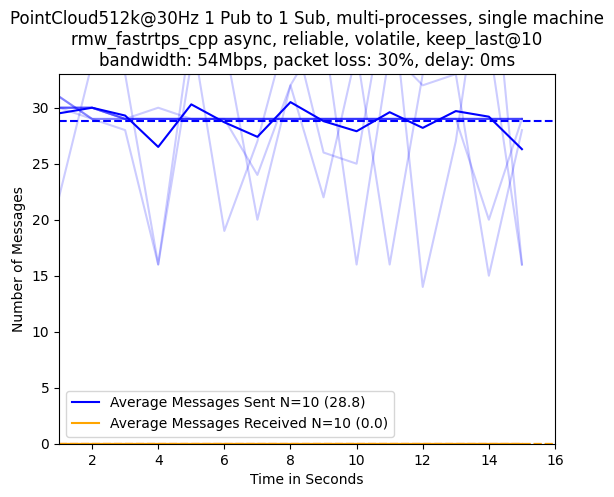 PointCloud512k@30Hz 1 Pub to 1 Sub, multi-processes, single machine
rmw_fastrtps_cpp async, reliable, volatile, keep_last@10
bandwidth: 54Mbps, packet loss: 30%, delay: 0ms
Number of Messages
30
25
20
15
10
5
0
Average Messages Sent N=10 (28.8)
Average Messages Received N=10 (0.0)
2 4 6 8 10 12 14 16
Time in Seconds